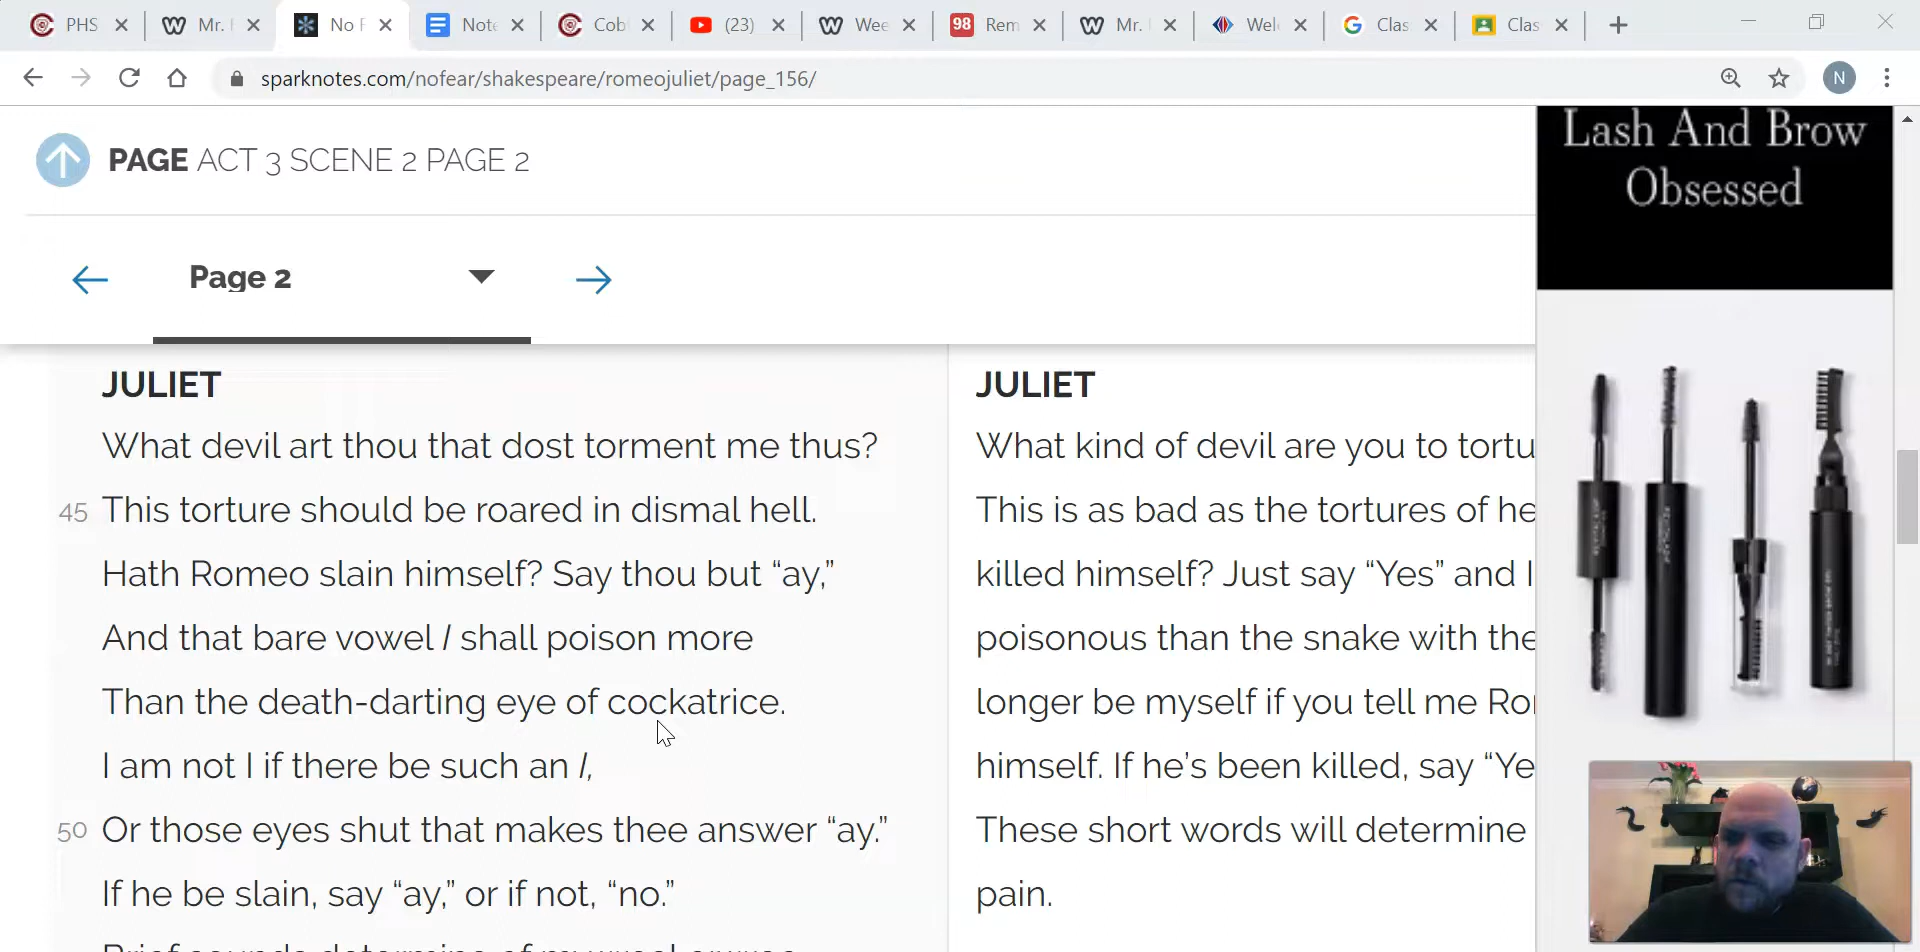 PHS
Mr.
No F
Note
Cob
(23)
Wee
98 Rem
Mr.
Wel
Clas
Clas
sparknotes.com/nofear/shakespeare/romeojuliet/page_156/
N
PAGE ACT 3 SCENE 2 PAGE 2
Page 2
JULIET
What devil art thou that dost torment me thus?
45 This torture should be roared in dismal hell.
Hath Romeo slain himself? Say thou but “ay,”
And that bare vowel I shall poison more
Than the death-darting eye of cockatrice.
I am not I if there be such an I,
50 Or those eyes shut that makes thee answer “ay.”
If he be slain, say “ay,” or if not, “no.”
JULIET
What kind of devil are you to tortu
This is as bad as the tortures of he
killed himself? Just say “Yes” and I
poisonous than the snake with the
longer be myself if you tell me Ro
himself. If he’s been killed, say “Ye
These short words will determine
pain.
Lash And Brow
Obsessed